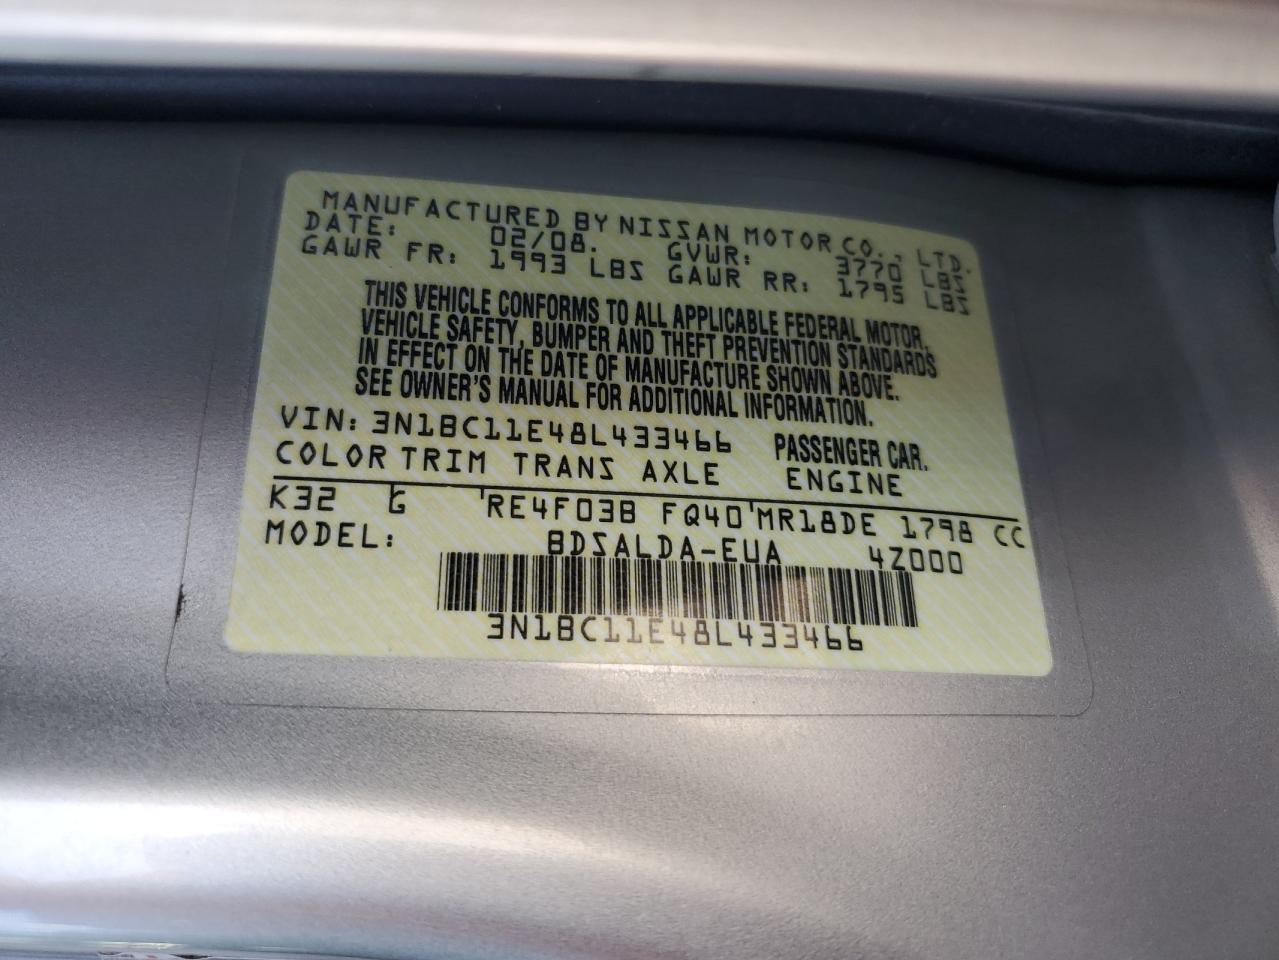 MANUFACTURED BY NISSAN MOTOR CO., LTD.
DATE: 02/08. GVWR: 3770 LBS
GAWR FR: 1993 LBS GAWR RR: 1795 LBS
THIS VEHICLE CONFORMS TO ALL APPLICABLE FEDERAL MOTOR
VEHICLE SAFETY, BUMPER AND THEFT PREVENTION STANDARDS
IN EFFECT ON THE DATE OF MANUFACTURE SHOWN ABOVE.
SEE OWNER'S MANUAL FOR ADDITIONAL INFORMATION.
VIN: 3N1BC11E48L433466 PASSENGER CAR.
COLOR TRIM TRANS AXLE ENGINE
K32 G RE4F03B FQ40 MR18DE 1798 CC
MODEL: BDSALDA-EUA 4Z000
3N1BC11E48L433466